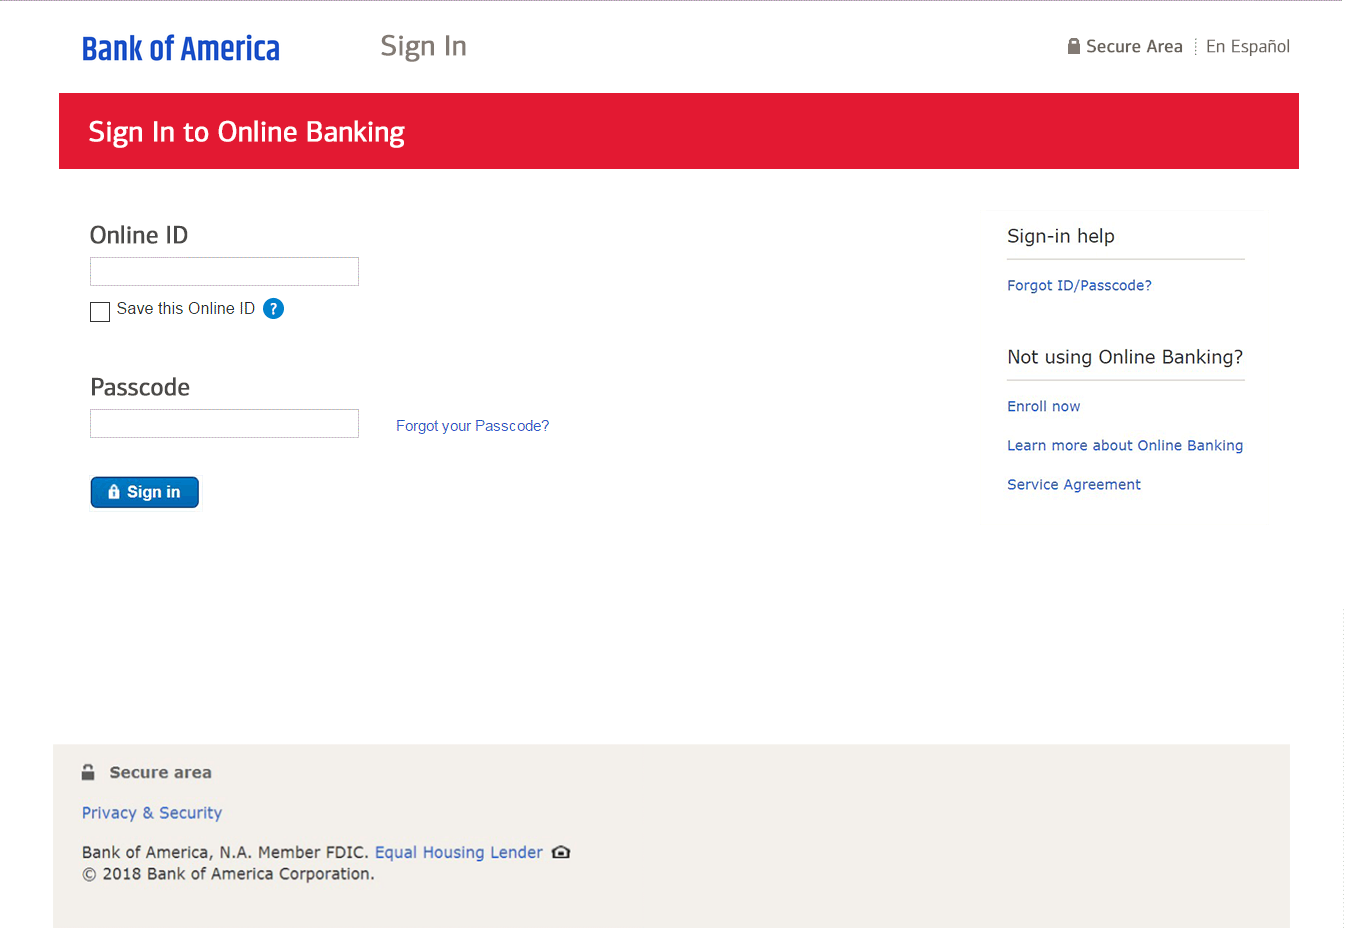 Bank of America
Sign In
Secure Area
En Español
Sign In to Online Banking
Online ID
Save this Online ID ?
Passcode
Forgot your Passcode?
Sign in
Sign-in help
Forgot ID/Passcode?
Not using Online Banking?
Enroll now
Learn more about Online Banking
Service Agreement
Secure area
Privacy & Security
Bank of America, N.A. Member FDIC. Equal Housing Lender
© 2018 Bank of America Corporation.